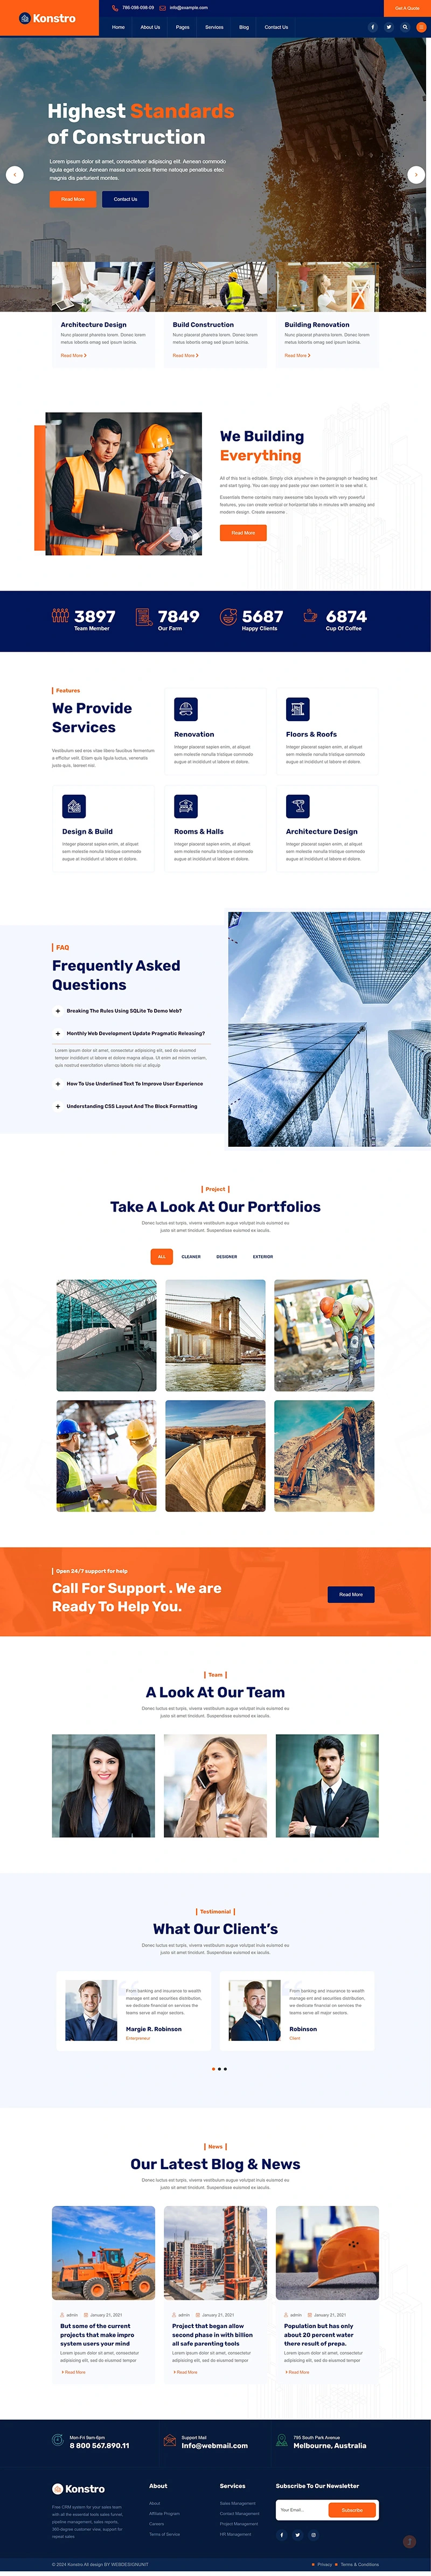 Konstro
786-098-098-09 info@example.com
Get A Quote
Home About Us Pages Services Blog Contact Us
Highest Standards
of Construction
Lorem ipsum dolor sit amet, consectetuer adipiscing elit. Aenean commodo
ligula eget dolor. Aenean massa cum sociis theme natoque penatibus etec
magnis dis parturient montes.
Read More Contact Us
Architecture Design
Nunc placerat pharetra lorem. Donec lorem
metus lobortis amag sed ipsum lacinia.
Read More
Build Construction
Nunc placerat pharetra lorem. Donec lorem
metus lobortis amag sed ipsum lacinia.
Read More
Building Renovation
Nunc placerat pharetra lorem. Donec lorem
metus lobortis amag sed ipsum lacinia.
Read More
We Building
Everything
All of this text is editable. Simply click anywhere in the paragraph or heading text
and start typing. You can copy and paste your own content in to see what it.
Essentials theme contains many awesome tabs layouts with very powerful
features, you can create vertical or horizontal tabs in minutes with amazing and
modern design. Create awesome .
Read More
3897
Team Member
7849
Our Farm
5687
Happy Clients
6874
Cup Of Coffee
Features
We Provide
Services
Vestibulum sed eros vitae libero faucibus fermentum
a efficitur velit. Etiam quis ligula luctus, venenatis
justo quis, laoreet nisl.
Renovation
Integer placerat sapien enim, at aliquet
sem molestie nonulla tristique commodo
augue at incididunt ut labore et dolore.
Floors & Roofs
Integer placerat sapien enim, at aliquet
sem molestie nonulla tristique commodo
augue at incididunt ut labore et dolore.
Design & Build
Integer placerat sapien enim, at aliquet
sem molestie nonulla tristique commodo
augue at incididunt ut labore et dolore.
Rooms & Halls
Integer placerat sapien enim, at aliquet
sem molestie nonulla tristique commodo
augue at incididunt ut labore et dolore.
Architecture Design
Integer placerat sapien enim, at aliquet
sem molestie nonulla tristique commodo
augue at incididunt ut labore et dolore.
FAQ
Frequently Asked
Questions
Breaking The Rules Using SQLite To Demo Web?
Monthly Web Development Update Pragmatic Releasing?
Lorem ipsum dolor sit amet, consectetur adipisicing elit, sed do eiusmod
tempor incididunt ut labore et dolore magna aliqua. Ut enim ad minim veniam,
quis nostrud exercitation ullamco laboris nisi ut aliquip
How To Use Underlined Text To Improve User Experience
Understanding CSS Layout And The Block Formatting
Project
Take A Look At Our Portfolios
Donec luctus est turpis, viverra vestibulum augue volutpat inuis euismod eu
justo at amet tincidunt. Suspendisse euismod ex iaculis.
ALL CLEANER DESIGNER EXTERIOR
Open 24/7 support for help
Call For Support . We are
Ready To Help You.
Read More
Team
A Look At Our Team
Donec luctus est turpis, viverra vestibulum augue volutpat inuis euismod eu
justo at amet tincidunt. Suspendisse euismod ex iaculis.
Testimonial
What Our Client's
Donec luctus est turpis, viverra vestibulum augue volutpat inuis euismod eu
justo at amet tincidunt. Suspendisse euismod ex iaculis.
From banking and insurance to wealth
manage ent and securities distribution,
we dedicate financial on services the
teams serve all major sectors.
Margie R. Robinson
Enterpreneur
From banking and insurance to wealth
manage ent and securities distribution,
we dedicate financial on services the
teams serve all major sectors.
Robinson
Client
News
Our Latest Blog & News
Donec luctus est turpis, viverra vestibulum augue volutpat inuis euismod eu
justo at amet tincidunt. Suspendisse euismod ex iaculis.
admin January 21, 2021
But some of the current
projects that make impro
system users your mind
Lorem ipsum dolor sit amet, consectetur
adipisicing elit, sed do eiusmod tempor
Read More
admin January 21, 2021
Project that began allow
second phase in with billion
all safe parenting tools
Lorem ipsum dolor sit amet, consectetur
adipisicing elit, sed do eiusmod tempor
Read More
admin January 21, 2021
Population but has only
about 20 percent water
there result of prepa.
Lorem ipsum dolor sit amet, consectetur
adipisicing elit, sed do eiusmod tempor
Read More
Mon-Fri 9am-6pm
8 800 567.890.11
Support Mail
Info@webmail.com
795 South Park Avenue
Melbourne, Australia
Konstro
Free CRM system for your sales team
with all the essential tools: sales funnel,
pipeline management, sales reports,
360-degree customer view, support for
repeat sales
About
About
Affiliate Program
Careers
Terms of Service
Services
Sales Management
Contact Management
Project Management
HR Management
Subscribe To Our Newsletter
Your Email... Subscribe
© 2024 Konstro All design BY WEBDESIGNUNIT
Privacy Terms & Conditions